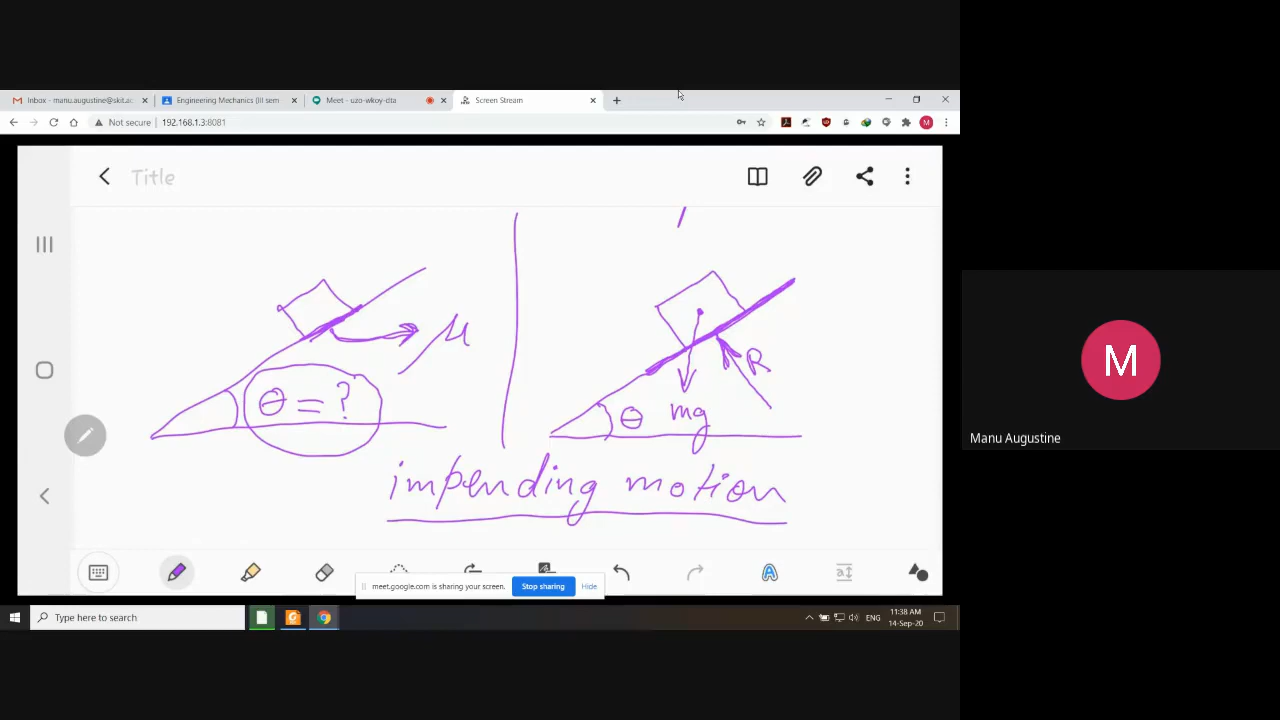 Inbox - manu.augustine@skit.ac
Engineering Mechanics (III sem
Meet - uzo-wkoy-dta
Screen Stream
Not secure
192.168.1.3:8081
Title
μ
θ = ?
R
θ
mg
impending motion
meet.google.com is sharing your screen.
Stop sharing
Hide
Type here to search
ENG
11:38 AM
14-Sep-20
M
Manu Augustine